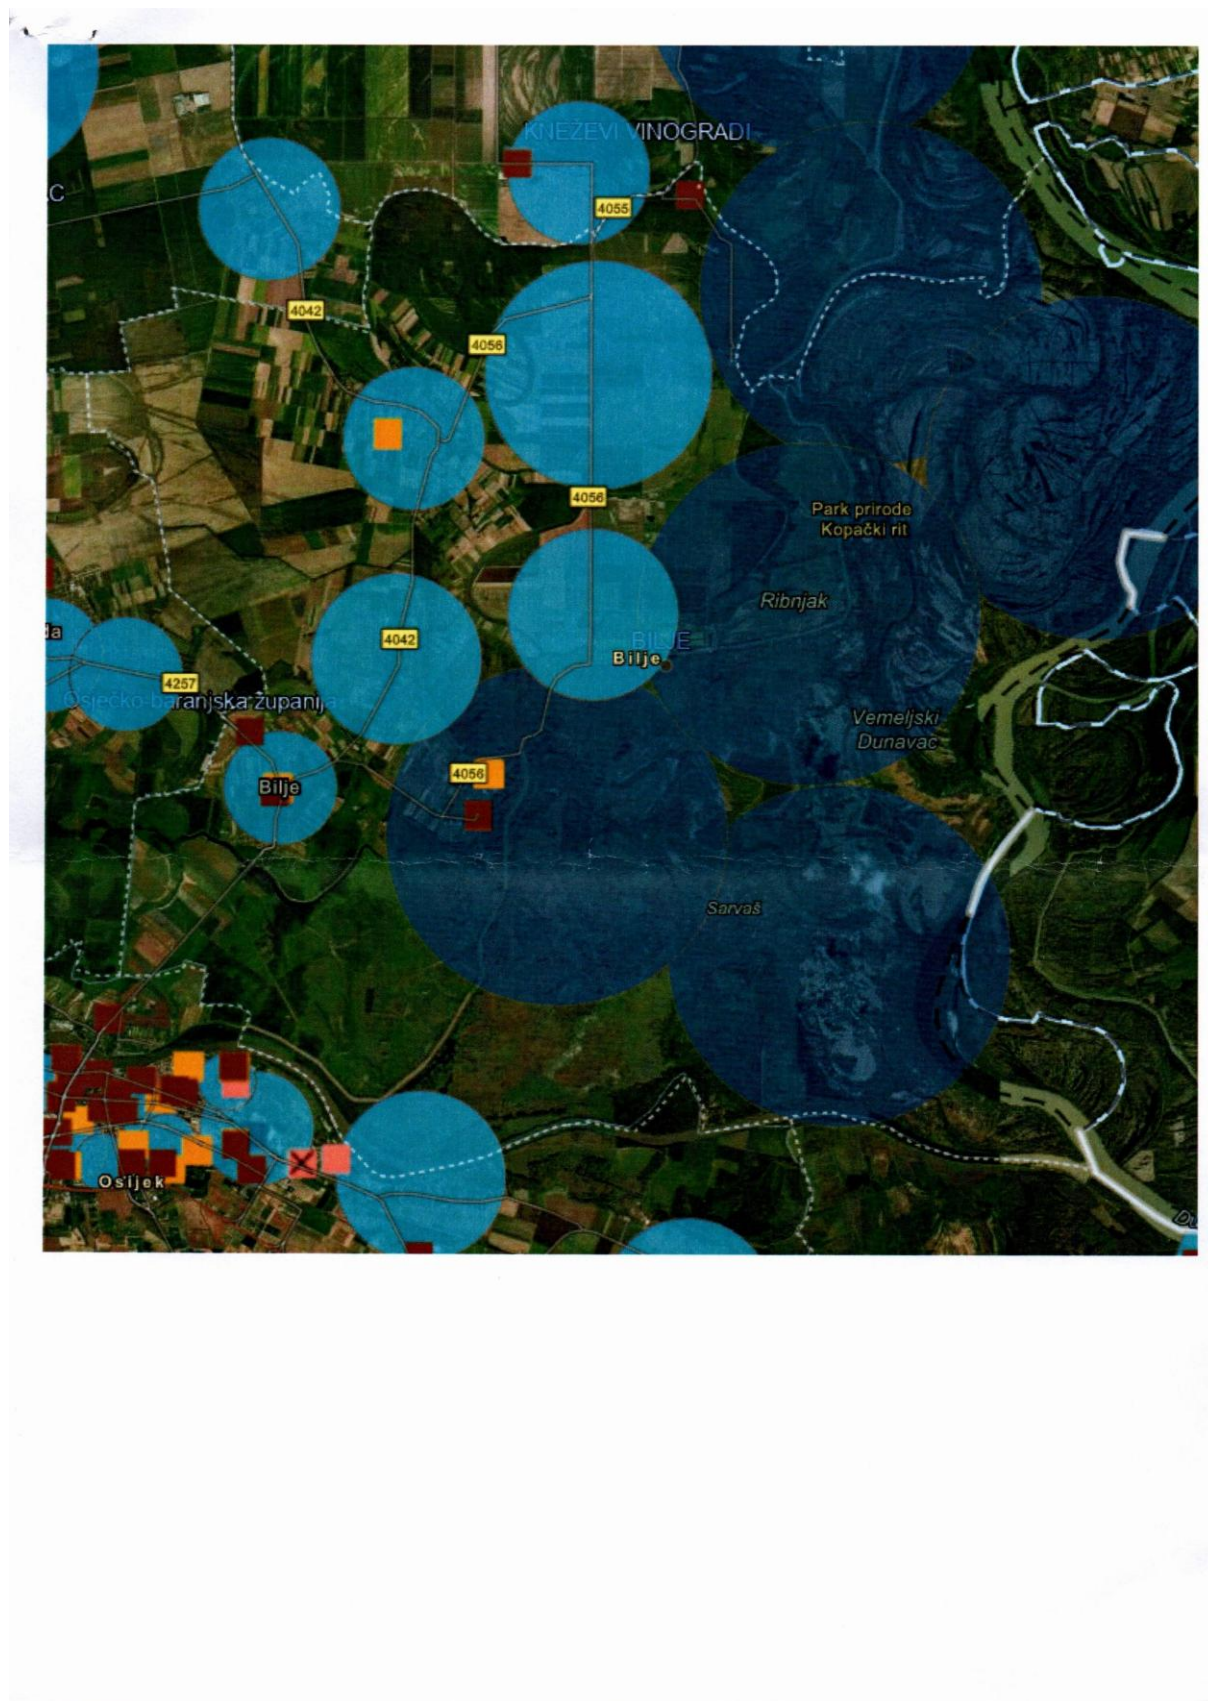 KNEŽEVI VINOGRADI
4055
4042
4056
4056
Park prirode
Kopački rit
Ribnjak
BILJE
Bilje
4042
4257
Osječko-baranjska županija
Vemeljski
Dunavac
4056
Bilje
Sarvaš
Osijek